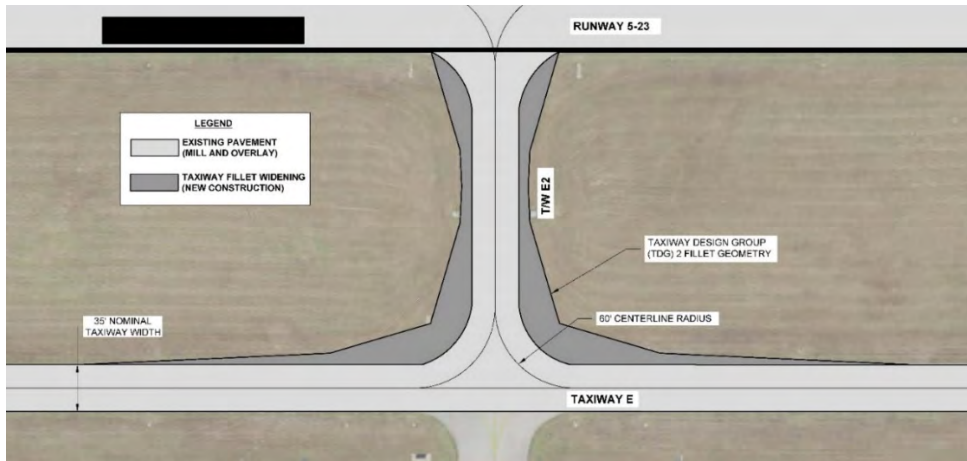 RUNWAY 5-23
LEGEND
EXISTING PAVEMENT
(MILL AND OVERLAY)
TAXIWAY FILLET WIDENING
(NEW CONSTRUCTION)
T/W E2
TAXIWAY DESIGN GROUP
(TDG) 2 FILLET GEOMETRY
35' NOMINAL
TAXIWAY WIDTH
60' CENTERLINE RADIUS
TAXIWAY E